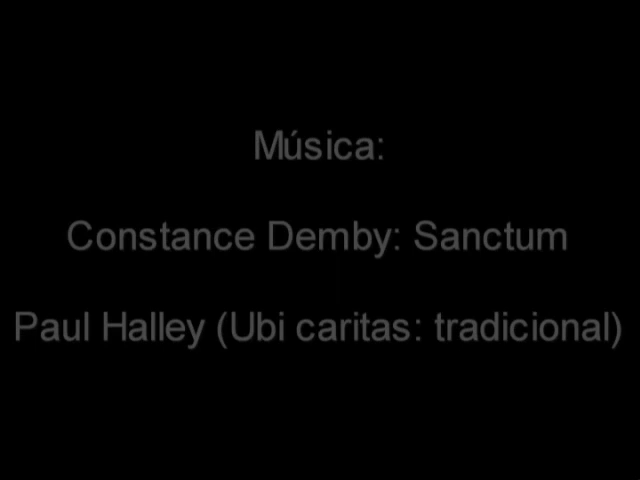 Música:
Constance Demby: Sanctum
Paul Halley (Ubi caritas: tradicional)